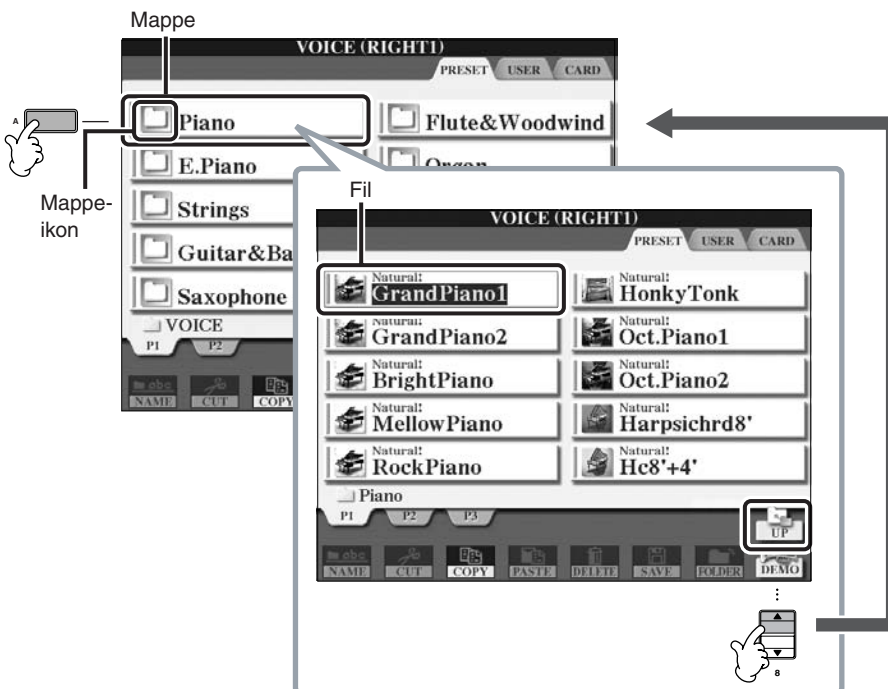 Mappe
VOICE (RIGHT1)
PRESET USER CARD
A
Piano
Flute&Woodwind
E.Piano
Organ
Strings
Guitar&Ba
Saxophone
VOICE
P1 P2
NAME CUT COPY
Mappe-
ikon
Fil
VOICE (RIGHT1)
PRESET USER CARD
Natural!
GrandPiano1
Natural!
HonkyTonk
Natural!
GrandPiano2
Natural!
Oct.Piano1
Natural!
BrightPiano
Natural!
Oct.Piano2
Natural!
MellowPiano
Natural!
Harpsichrd8'
Natural!
RockPiano
Natural!
Hc8'+4'
Piano
P1 P2 P3
UP
NAME CUT COPY PASTE DELETE SAVE FOLDER DEMO
8